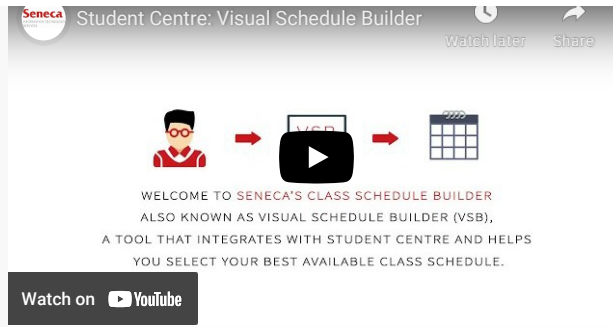 Seneca
Student Centre: Visual Schedule Builder
Watch later
Share
VSB
WELCOME TO SENECA'S CLASS SCHEDULE BUILDER
ALSO KNOWN AS VISUAL SCHEDULE BUILDER (VSB),
A TOOL THAT INTEGRATES WITH STUDENT CENTRE AND HELPS
YOU SELECT YOUR BEST AVAILABLE CLASS SCHEDULE.
Watch on YouTube